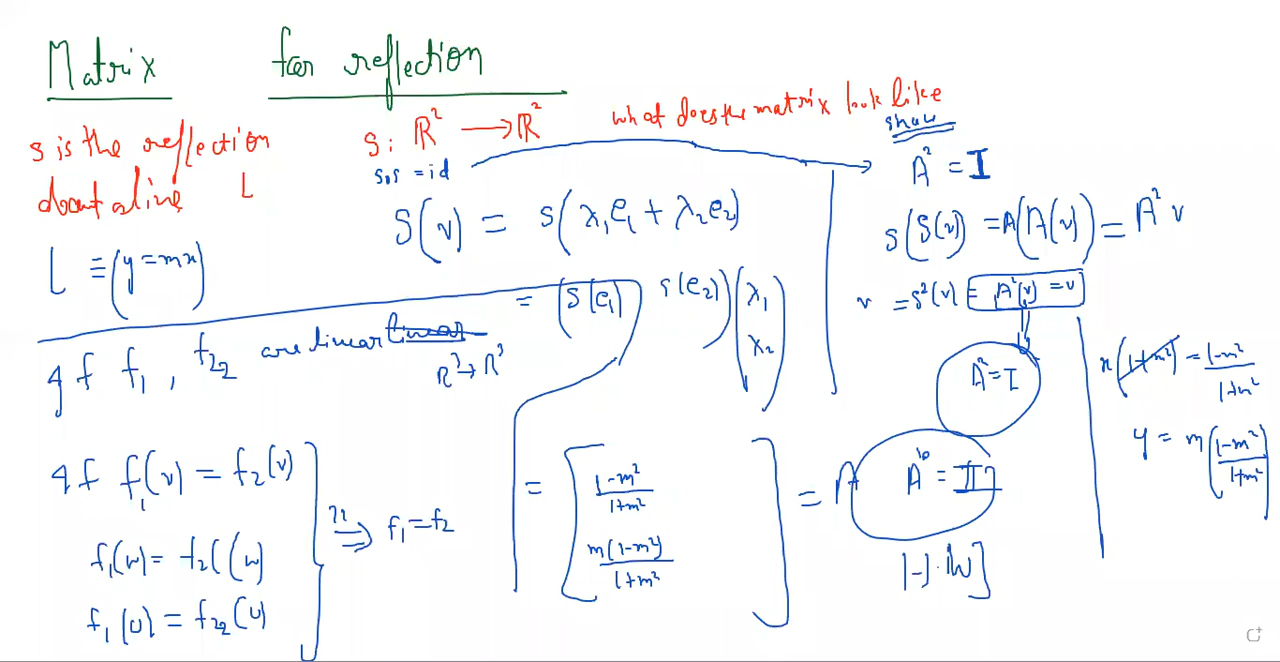 Matrix for reflection
s is the reflection
about a line L
S: ℝ² → ℝ²
what does the matrix look like
show
S∘S = id
A² = I
S(v) = s(λ₁e₁ + λ₂e₂)
S(S(v) = A(A(v)) = A² v
L ≡ (y = mx)
= (S(e₁) s(e₂)) (λ₁
λ₂)
v = S²(v) = A²(v) = v
A² = I
If f₁, f₂ are linear
ℝ³ → ℝ³
x(1+m²) = 1-m²/1+m²
y = m(1-m²/1+m²)
If f₁(v) = f₂(v)
f₁(w) = f₂((w)
f₁(u) = f₂(u)
?? ⟹ f₁ = f₂
= [1-m²/1+m²
m(1-m²)/1+m²] = A
A¹⁰ = I ?
H.W]